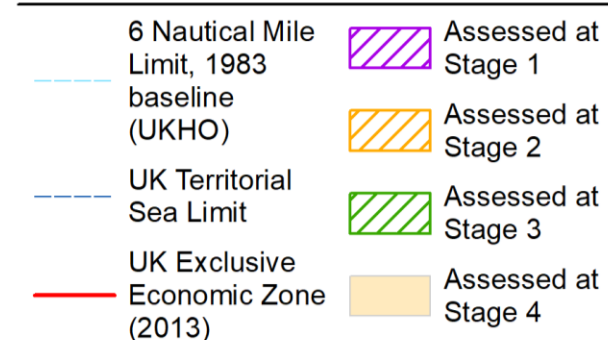 6 Nautical Mile
Limit, 1983
baseline
(UKHO)
UK Territorial
Sea Limit
UK Exclusive
Economic Zone
(2013)
Assessed at
Stage 1
Assessed at
Stage 2
Assessed at
Stage 3
Assessed at
Stage 4